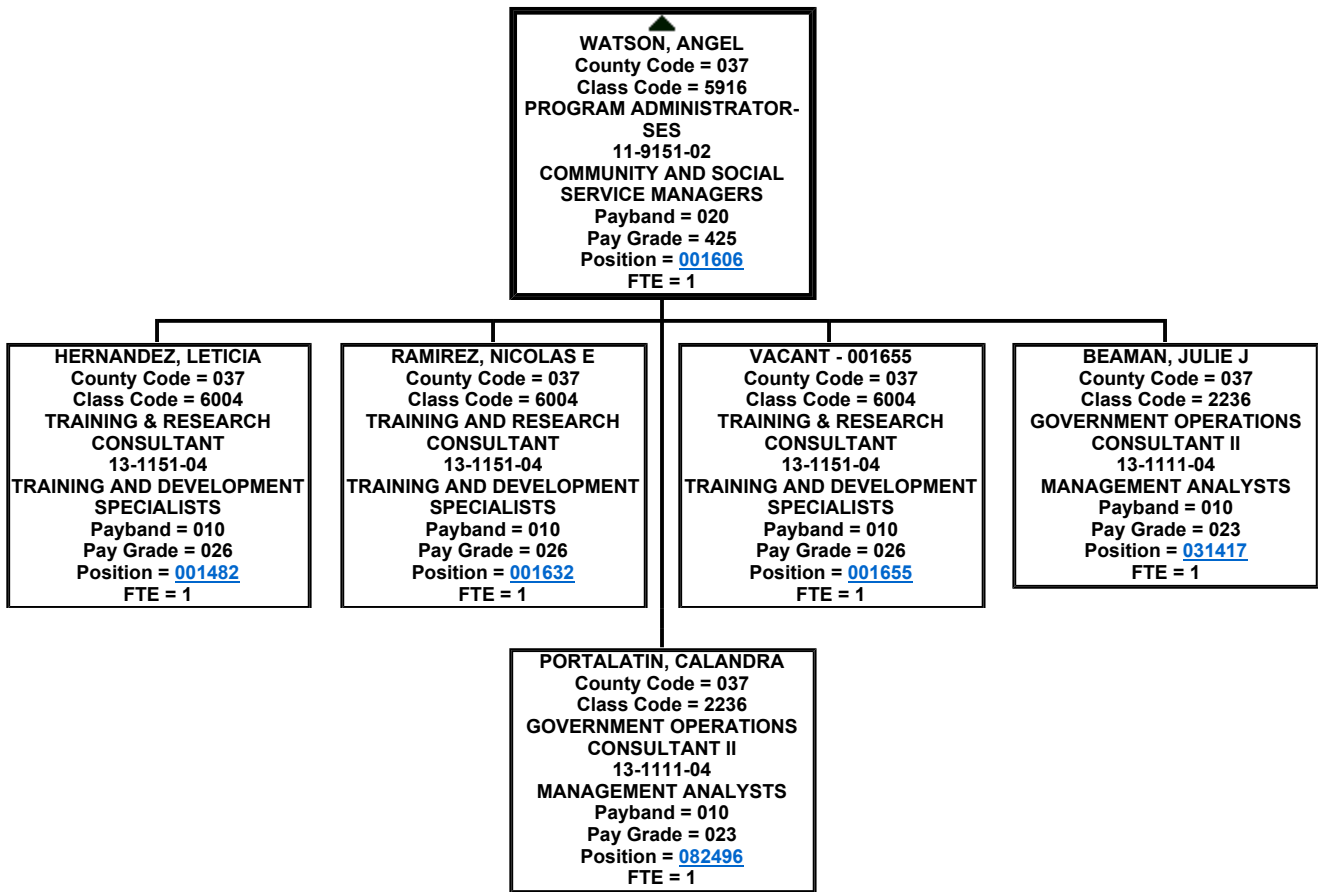 WATSON, ANGEL
County Code = 037
Class Code = 5916
PROGRAM ADMINISTRATOR-
SES
11-9151-02
COMMUNITY AND SOCIAL
SERVICE MANAGERS
Payband = 020
Pay Grade = 425
Position = 001606
FTE = 1
HERNANDEZ, LETICIA
County Code = 037
Class Code = 6004
TRAINING & RESEARCH
CONSULTANT
13-1151-04
TRAINING AND DEVELOPMENT
SPECIALISTS
Payband = 010
Pay Grade = 026
Position = 001482
FTE = 1
RAMIREZ, NICOLAS E
County Code = 037
Class Code = 6004
TRAINING AND RESEARCH
CONSULTANT
13-1151-04
TRAINING AND DEVELOPMENT
SPECIALISTS
Payband = 010
Pay Grade = 026
Position = 001632
FTE = 1
VACANT - 001655
County Code = 037
Class Code = 6004
TRAINING & RESEARCH
CONSULTANT
13-1151-04
TRAINING AND DEVELOPMENT
SPECIALISTS
Payband = 010
Pay Grade = 026
Position = 001655
FTE = 1
BEAMAN, JULIE J
County Code = 037
Class Code = 2236
GOVERNMENT OPERATIONS
CONSULTANT II
13-1111-04
MANAGEMENT ANALYSTS
Payband = 010
Pay Grade = 023
Position = 031417
FTE = 1
PORTALATIN, CALANDRA
County Code = 037
Class Code = 2236
GOVERNMENT OPERATIONS
CONSULTANT II
13-1111-04
MANAGEMENT ANALYSTS
Payband = 010
Pay Grade = 023
Position = 082496
FTE = 1